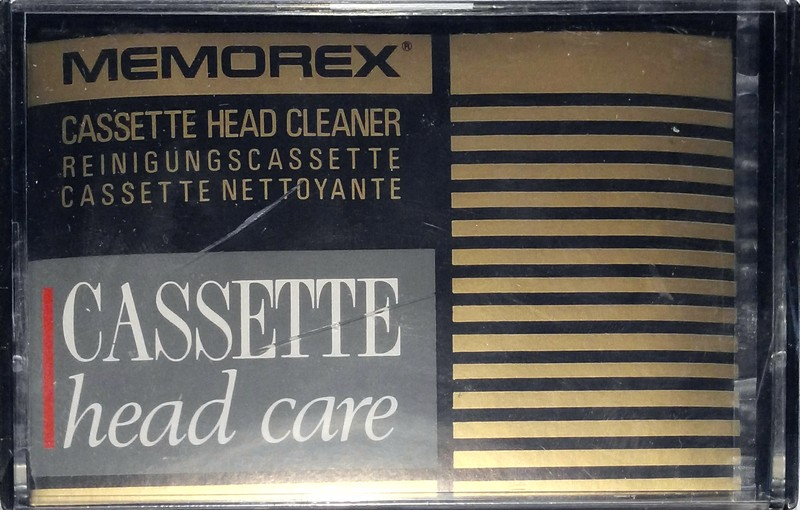 MEMOREX®
CASSETTE HEAD CLEANER
REINIGUNGSCASSETTE
CASSETTE NETTOYANTE
CASSETTE
head care